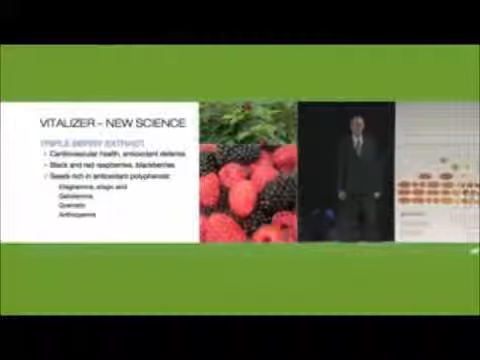 VITALIZER – NEW SCIENCE
TRIPLE BERRY EXTRACT
Cardiovascular health, antioxidant defense
Black and red raspberries, blackberries
Seeds rich in antioxidant polyphenols
Ellagitannins, ellagic acid
Quercetin
Anthocyanins